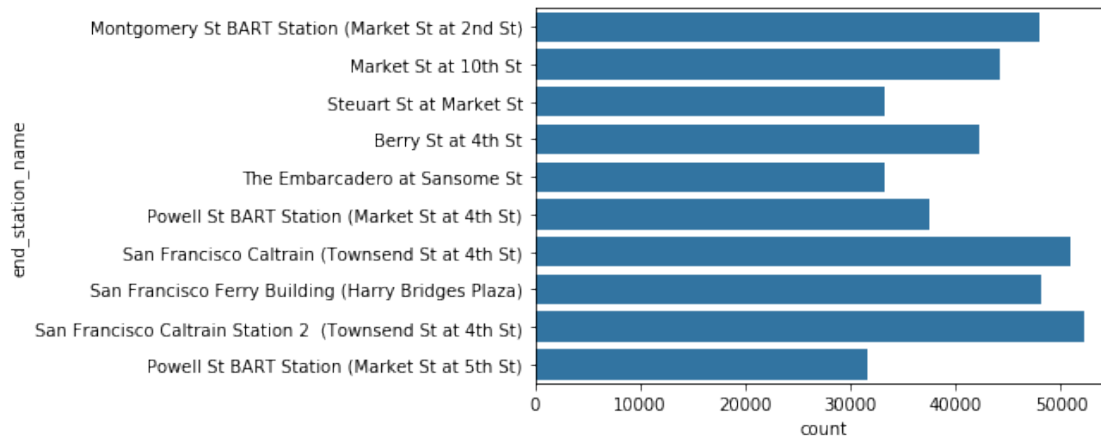 end_station_name
Montgomery St BART Station (Market St at 2nd St)
Market St at 10th St
Steuart St at Market St
Berry St at 4th St
The Embarcadero at Sansome St
Powell St BART Station (Market St at 4th St)
San Francisco Caltrain (Townsend St at 4th St)
San Francisco Ferry Building (Harry Bridges Plaza)
San Francisco Caltrain Station 2  (Townsend St at 4th St)
Powell St BART Station (Market St at 5th St)
0 10000 20000 30000 40000 50000
count